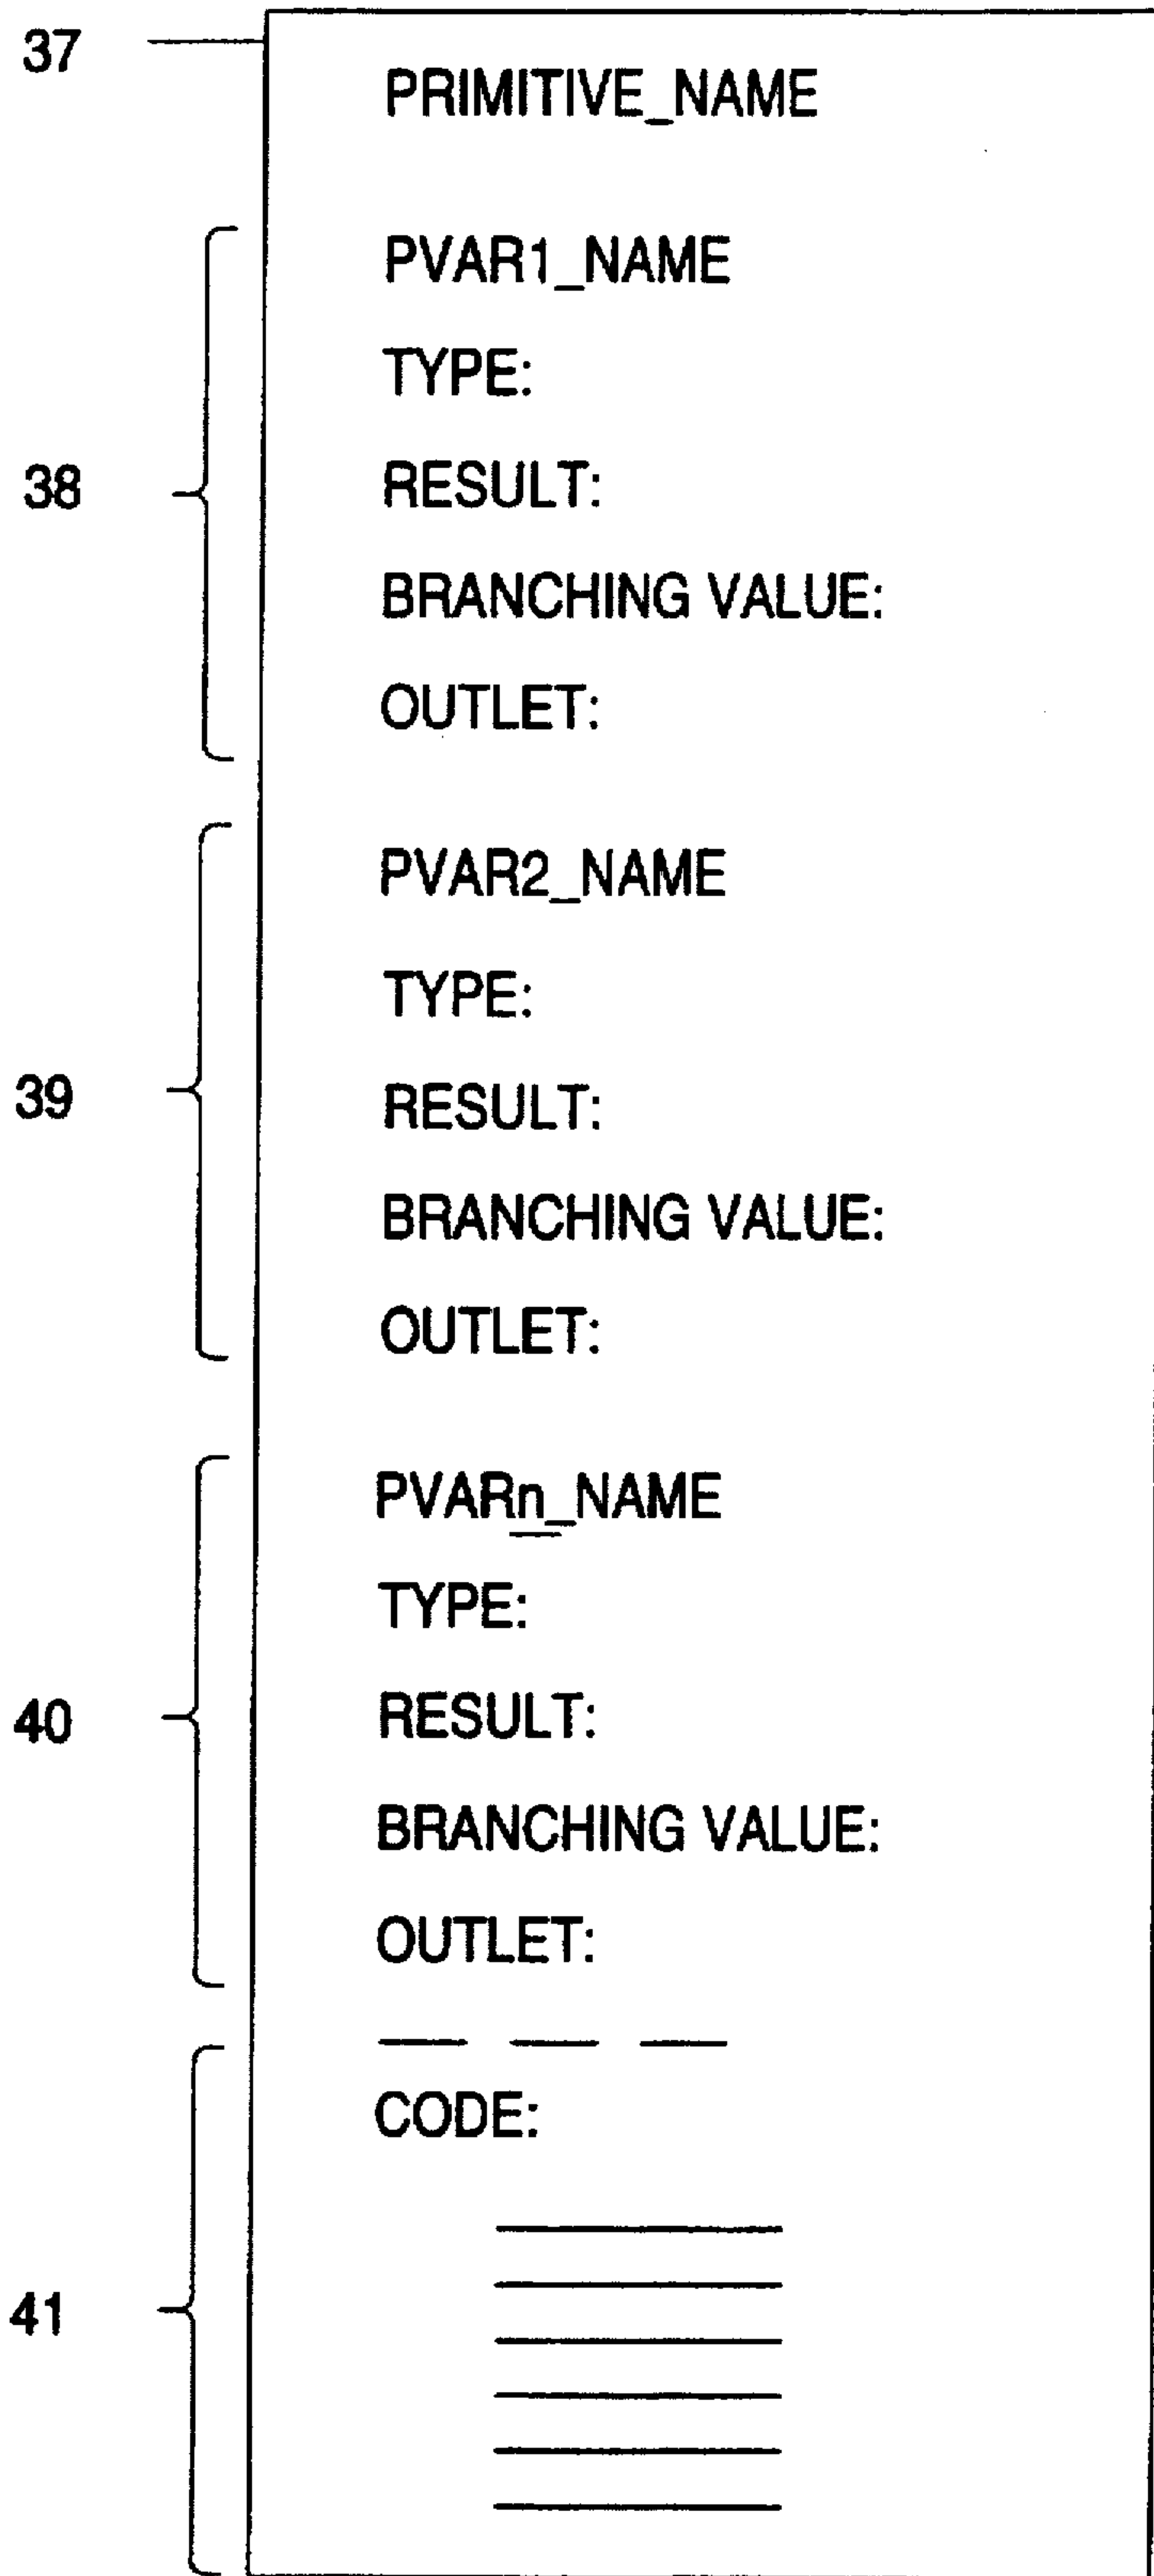 37
PRIMITIVE_NAME
38
PVAR1_NAME
TYPE:
RESULT:
BRANCHING VALUE:
OUTLET:
39
PVAR2_NAME
TYPE:
RESULT:
BRANCHING VALUE:
OUTLET:
40
PVARn_NAME
TYPE:
RESULT:
BRANCHING VALUE:
OUTLET:
41
CODE: